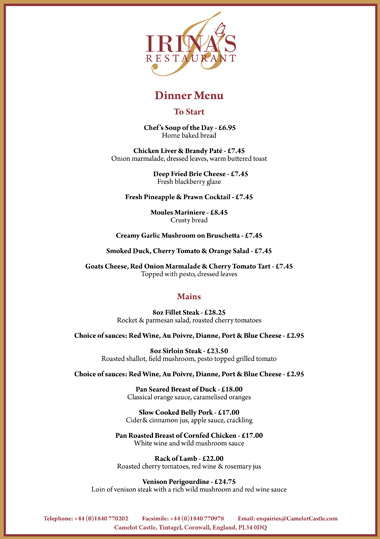 IRINA'S
RESTAURANT
Dinner Menu
To Start
Chef's Soup of the Day - £6.95
Home baked bread
Chicken Liver & Brandy Paté - £7.45
Onion marmalade, dressed leaves, warm buttered toast
Deep Fried Brie Cheese - £7.45
Fresh blackberry glaze
Fresh Pineapple & Prawn Cocktail - £7.45
Moules Mariniere - £8.45
Crusty bread
Creamy Garlic Mushroom on Bruschetta - £7.45
Smoked Duck, Cherry Tomato & Orange Salad - £7.45
Goats Cheese, Red Onion Marmalade & Cherry Tomato Tart - £7.45
Topped with pesto, dressed leaves
Mains
8oz Fillet Steak - £28.25
Rocket & parmesan salad, roasted cherry tomatoes
Choice of sauces: Red Wine, Au Poivre, Dianne, Port & Blue Cheese - £2.95
8oz Sirloin Steak - £23.50
Roasted shallot, field mushroom, pesto topped grilled tomato
Choice of sauces: Red Wine, Au Poivre, Dianne, Port & Blue Cheese - £2.95
Pan Seared Breast of Duck - £18.00
Classical orange sauce, caramelised oranges
Slow Cooked Belly Pork - £17.00
Cider& cinnamon jus, apple sauce, crackling
Pan Roasted Breast of Cornfed Chicken - £17.00
White wine and wild mushroom sauce
Rack of Lamb - £22.00
Roasted cherry tomatoes, red wine & rosemary jus
Venison Perigourdine - £24.75
Loin of venison steak with a rich wild mushroom and red wine sauce
Telephone: +44 (0)1840 770202 Facsimile: +44 (0)1840 770978 Email: enquiries@CamelotCastle.com
Camelot Castle, Tintagel, Cornwall, England, PL34 0DQ